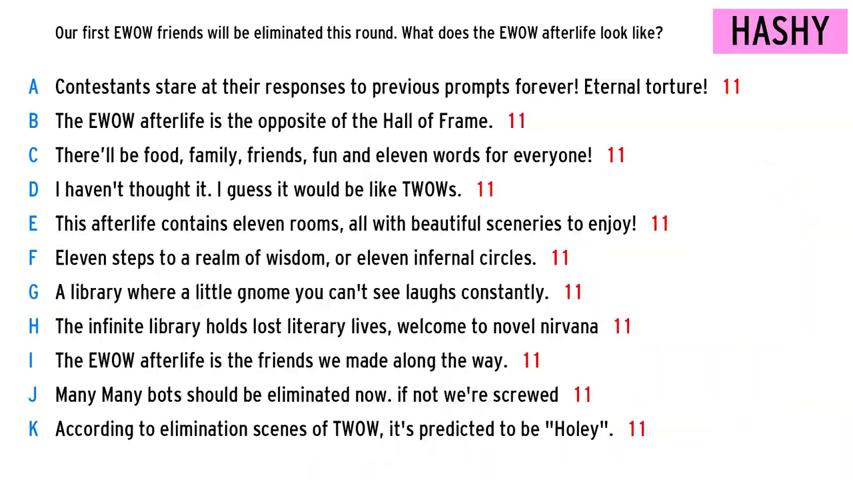 Our first EWOW friends will be eliminated this round. What does the EWOW afterlife look like?
HASHY
A Contestants stare at their responses to previous prompts forever! Eternal torture! 11
B The EWOW afterlife is the opposite of the Hall of Frame. 11
C There'll be food, family, friends, fun and eleven words for everyone! 11
D I haven't thought it. I guess it would be like TWOWs. 11
E This afterlife contains eleven rooms, all with beautiful sceneries to enjoy! 11
F Eleven steps to a realm of wisdom, or eleven infernal circles. 11
G A library where a little gnome you can't see laughs constantly. 11
H The infinite library holds lost literary lives, welcome to novel nirvana 11
I The EWOW afterlife is the friends we made along the way. 11
J Many Many bots should be eliminated now. if not we're screwed 11
K According to elimination scenes of TWOW, it's predicted to be "Holey". 11